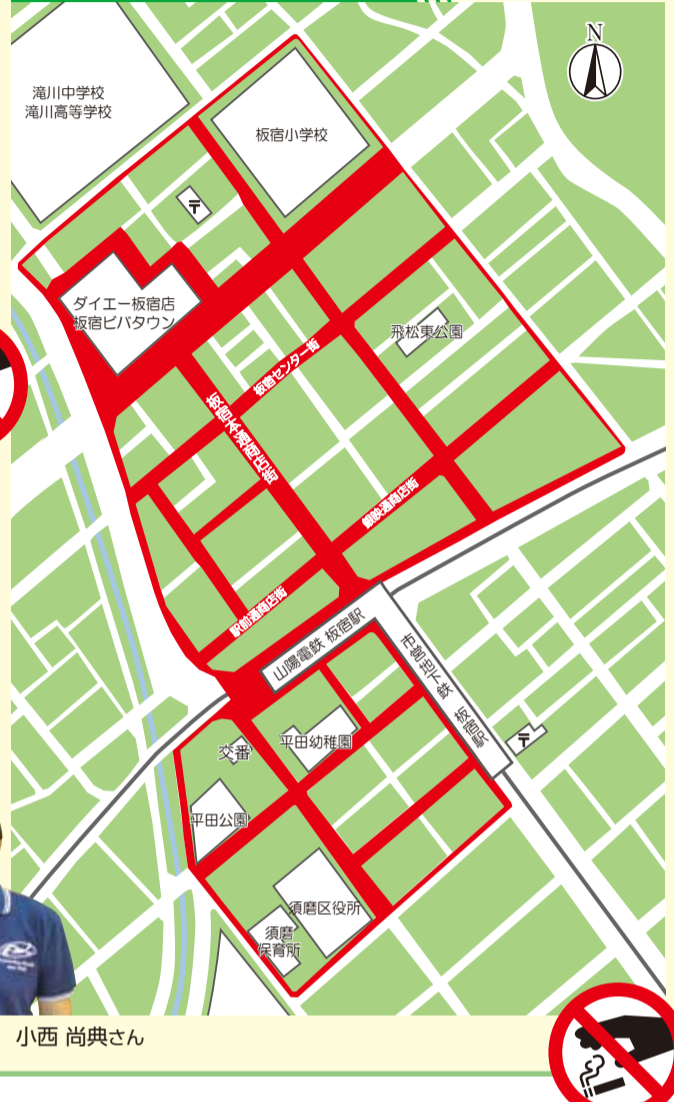 N
滝川中学校
滝川高等学校
板宿小学校
〒
ダイエー板宿店
板宿ビバタウン
飛松東公園
板宿センター街
板宿本通商店街
銀映通商店街
駅前通商店街
山陽電鉄 板宿駅
市営地下鉄 板宿駅
〒
交番
平田幼稚園
平田公園
須磨区役所
須磨
保育所
小西 尚典さん